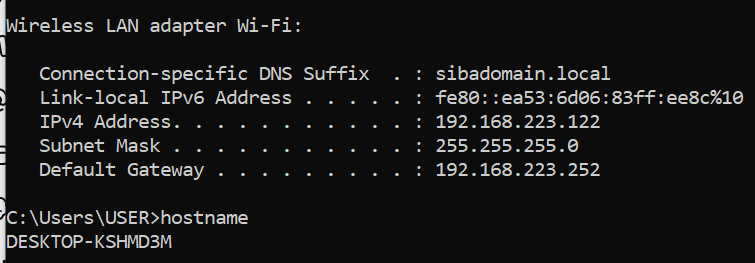 Wireless LAN adapter Wi-Fi:
Connection-specific DNS Suffix  . : sibadomain.local
Link-local IPv6 Address . . . . . : fe80::ea53:6d06:83ff:ee8c%10
IPv4 Address. . . . . . . . . . . : 192.168.223.122
Subnet Mask . . . . . . . . . . . : 255.255.255.0
Default Gateway . . . . . . . . . : 192.168.223.252
C:\Users\USER>hostname
DESKTOP-KSHMD3M